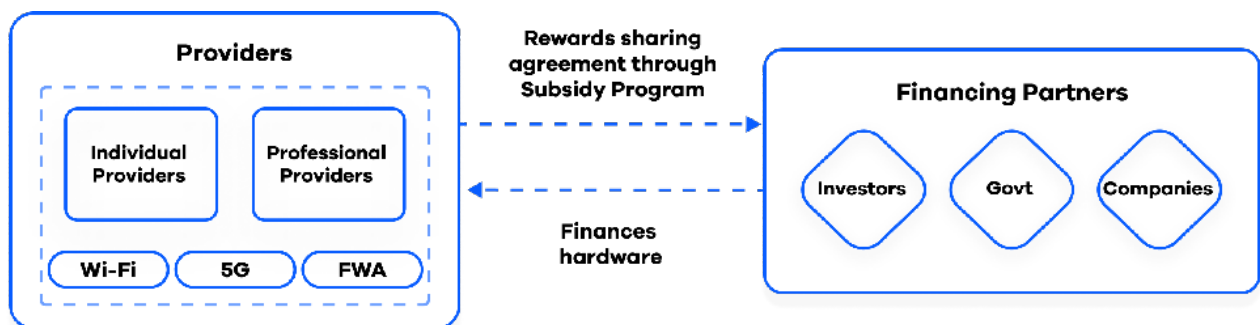 Providers
Individual
Providers
Professional
Providers
Wi-Fi
5G
FWA
Rewards sharing
agreement through
Subsidy Program
Finances
hardware
Financing Partners
Investors
Govt
Companies